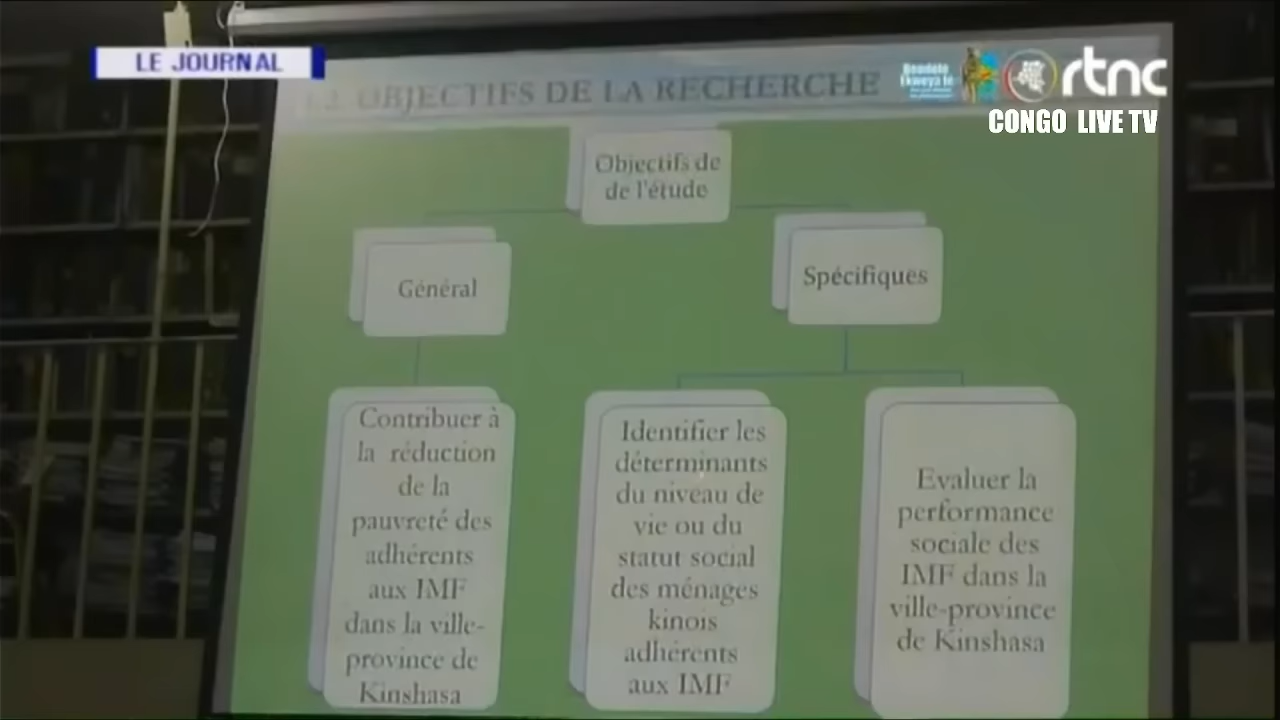 LE JOURNAL
rtnc
CONGO LIVE TV
OBJECTIFS DE LA RECHERCHE
Objectifs de
de l'étude
Général
Spécifiques
Contribuer à
la réduction
de la
pauvreté des
adhérents
aux IMF
dans la ville-
province de
Kinshasa
Identifier les
déterminants
du niveau de
vie ou du
statut social
des ménages
kinois
adhérents
aux IMF
Evaluer la
performance
sociale des
IMF dans la
ville-province
de Kinshasa